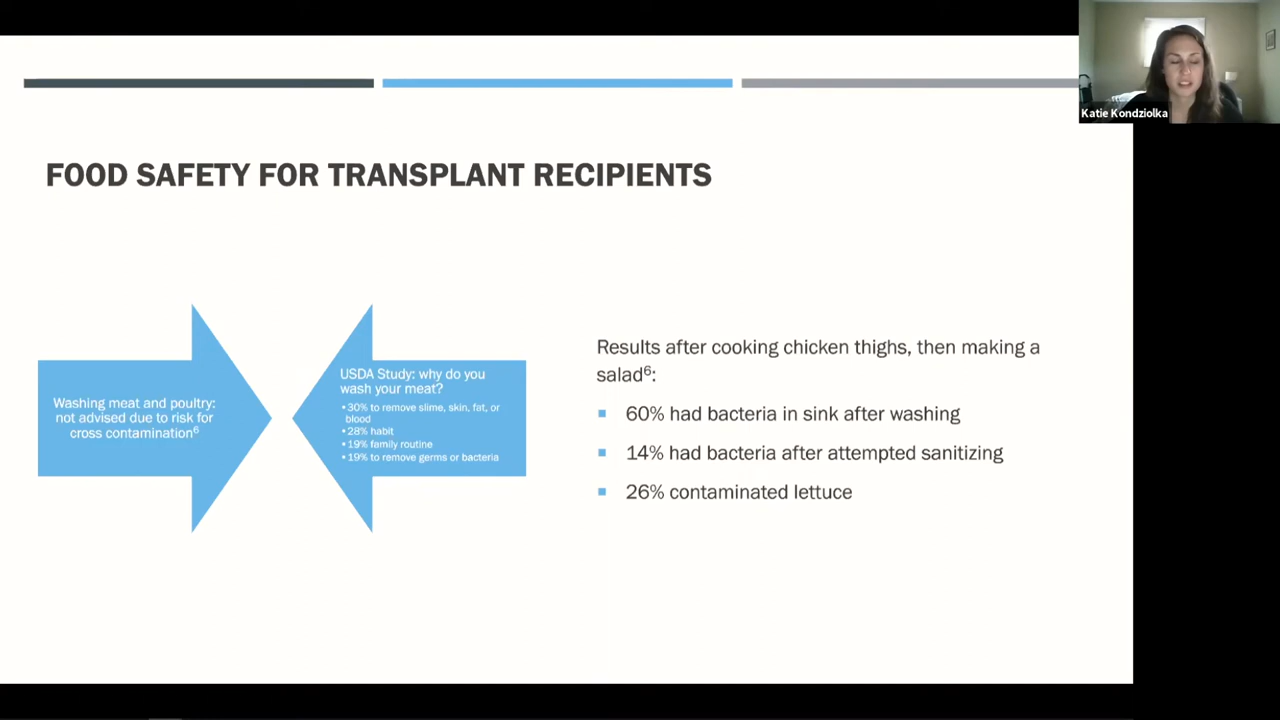 Katie Kondziolka
FOOD SAFETY FOR TRANSPLANT RECIPIENTS
Washing meat and poultry:
not advised due to risk for
cross contamination⁶
USDA Study: why do you
wash your meat?
•30% to remove slime, skin, fat, or
blood
•28% habit
•19% family routine
•19% to remove germs or bacteria
Results after cooking chicken thighs, then making a
salad⁶:
▪ 60% had bacteria in sink after washing
▪ 14% had bacteria after attempted sanitizing
▪ 26% contaminated lettuce